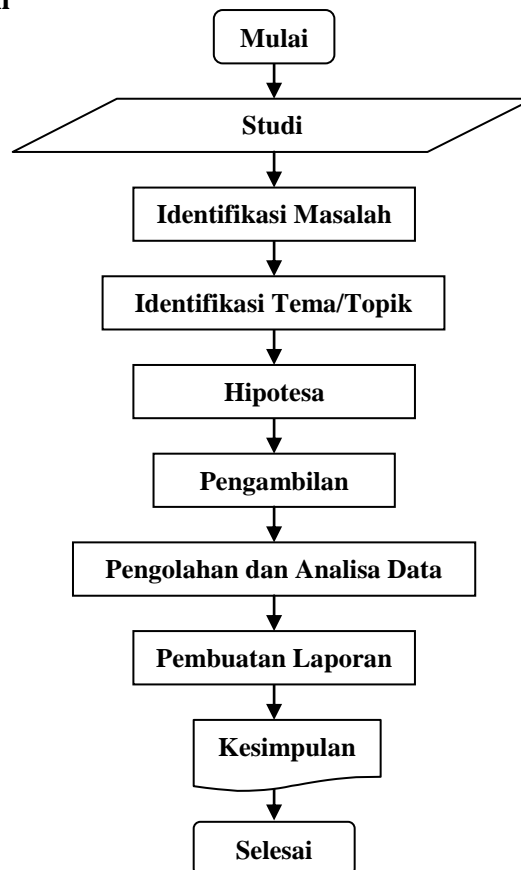 Mulai
Studi
Identifikasi Masalah
Identifikasi Tema/Topik
Hipotesa
Pengambilan
Pengolahan dan Analisa Data
Pembuatan Laporan
Kesimpulan
Selesai